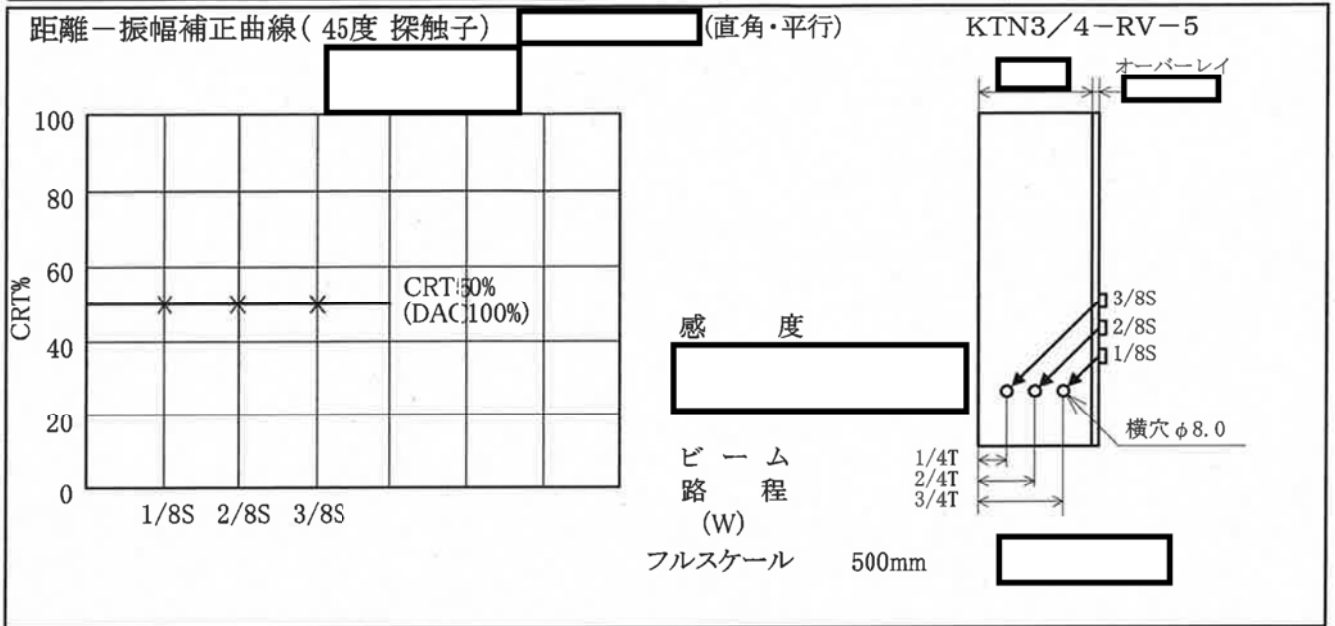 距離－振幅補正曲線( 45度 探触子)
(直角・平行)
KTN3／4－RV－5
オーバーレイ
100
80
60
40
20
0
CRT%
CRT50%
(DAC100%)
1/8S 2/8S 3/8S
感 度
ビ ー ム
路 程
(W)
フルスケール 500mm
3/8S
2/8S
1/8S
横穴φ8.0
1/4T
2/4T
3/4T